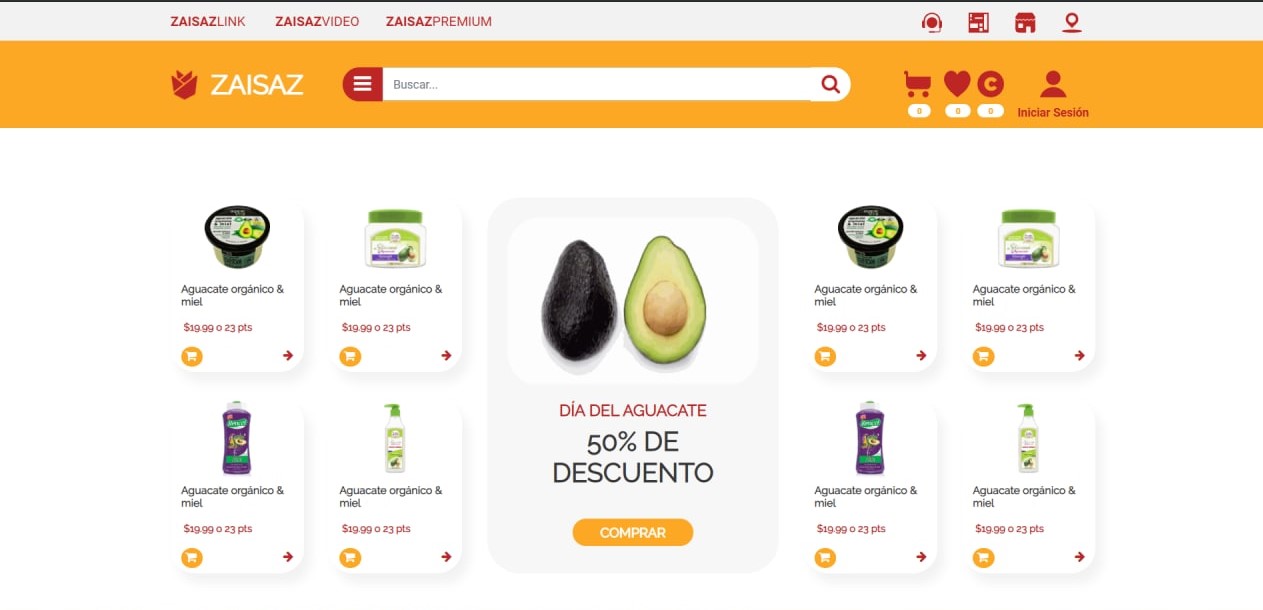 ZAISAZLINK ZAISAZVIDEO ZAISAZPREMIUM
ZAISAZ
Buscar...
0 0 0
Iniciar Sesión
Aguacate orgánico &
miel
$19.99 o 23 pts
Aguacate orgánico &
miel
$19.99 o 23 pts
Aguacate orgánico &
miel
$19.99 o 23 pts
Aguacate orgánico &
miel
$19.99 o 23 pts
DÍA DEL AGUACATE
50% DE
DESCUENTO
COMPRAR
Aguacate orgánico &
miel
$19.99 o 23 pts
Aguacate orgánico &
miel
$19.99 o 23 pts
Aguacate orgánico &
miel
$19.99 o 23 pts
Aguacate orgánico &
miel
$19.99 o 23 pts